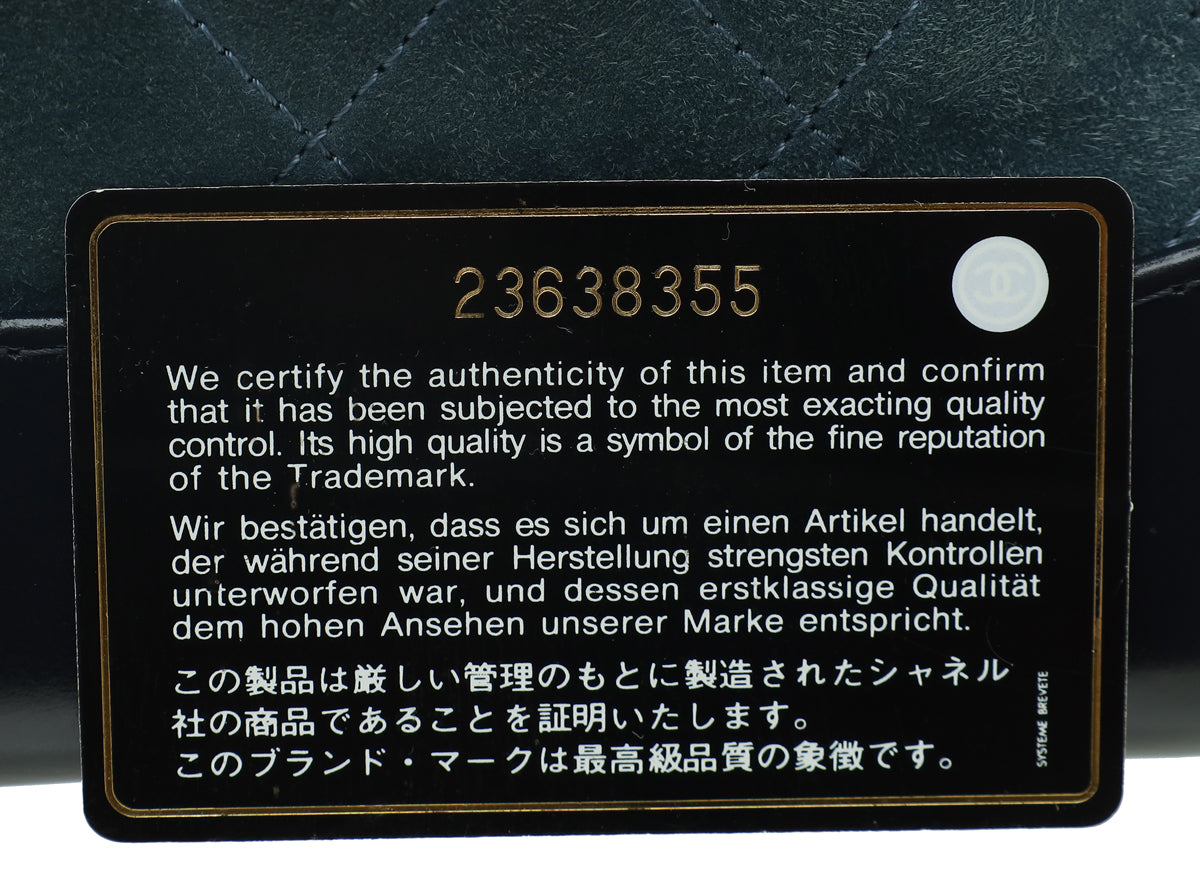 23638355
We certify the authenticity of this item and confirm
that it has been subjected to the most exacting quality
control. Its high quality is a symbol of the fine reputation
of the Trademark.
Wir bestätigen, dass es sich um einen Artikel handelt,
der während seiner Herstellung strengsten Kontrollen
unterworfen war, und dessen erstklassige Qualität
dem hohen Ansehen unserer Marke entspricht.
この製品は厳しい管理のもとに製造されたシャネル
社の商品であることを証明いたします。
このブランド・マークは最高級品質の象徴です。
SYSTEME BREVETE